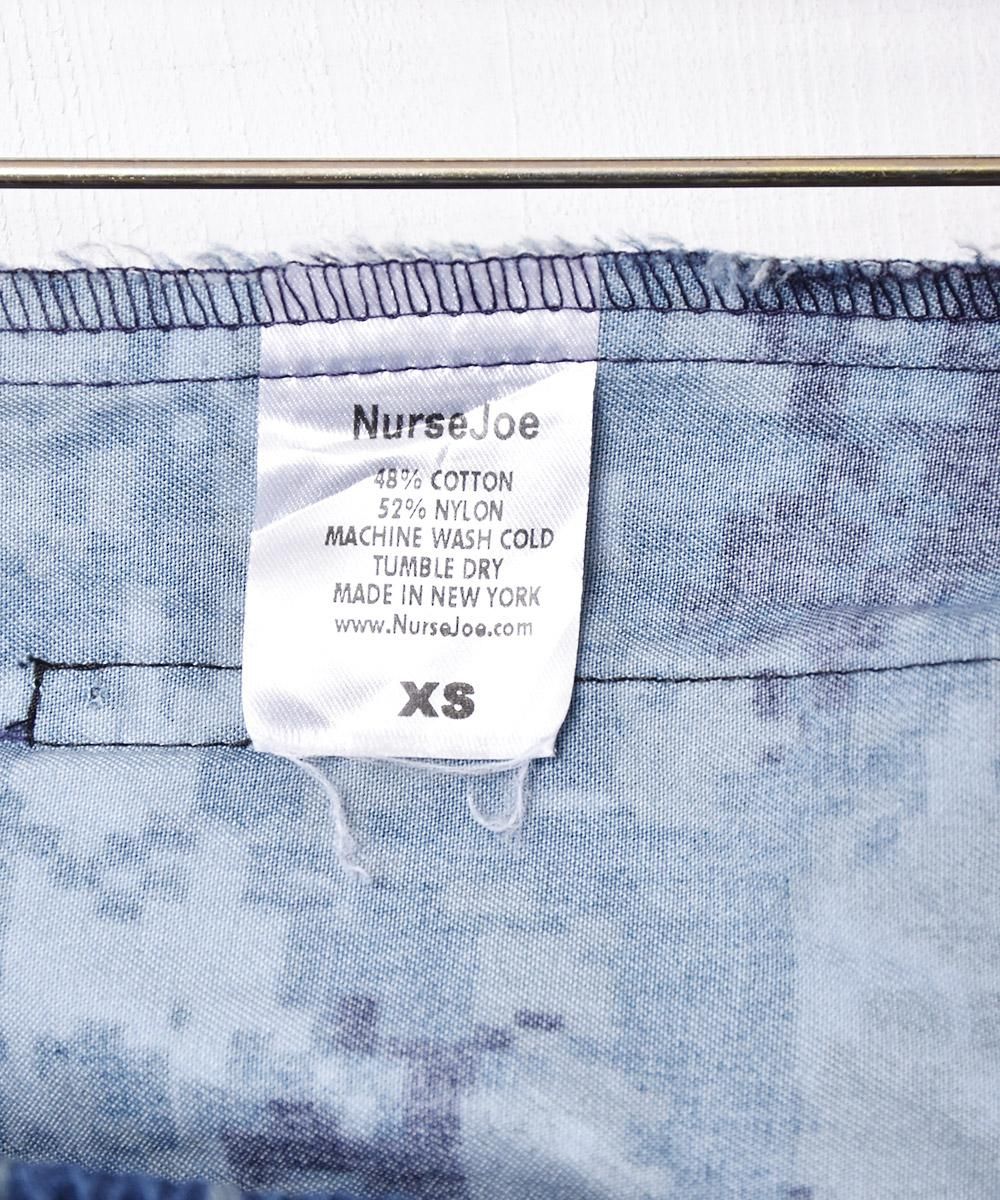 NurseJoe
48% COTTON
52% NYLON
MACHINE WASH COLD
TUMBLE DRY
MADE IN NEW YORK
www.NurseJoe.com
XS